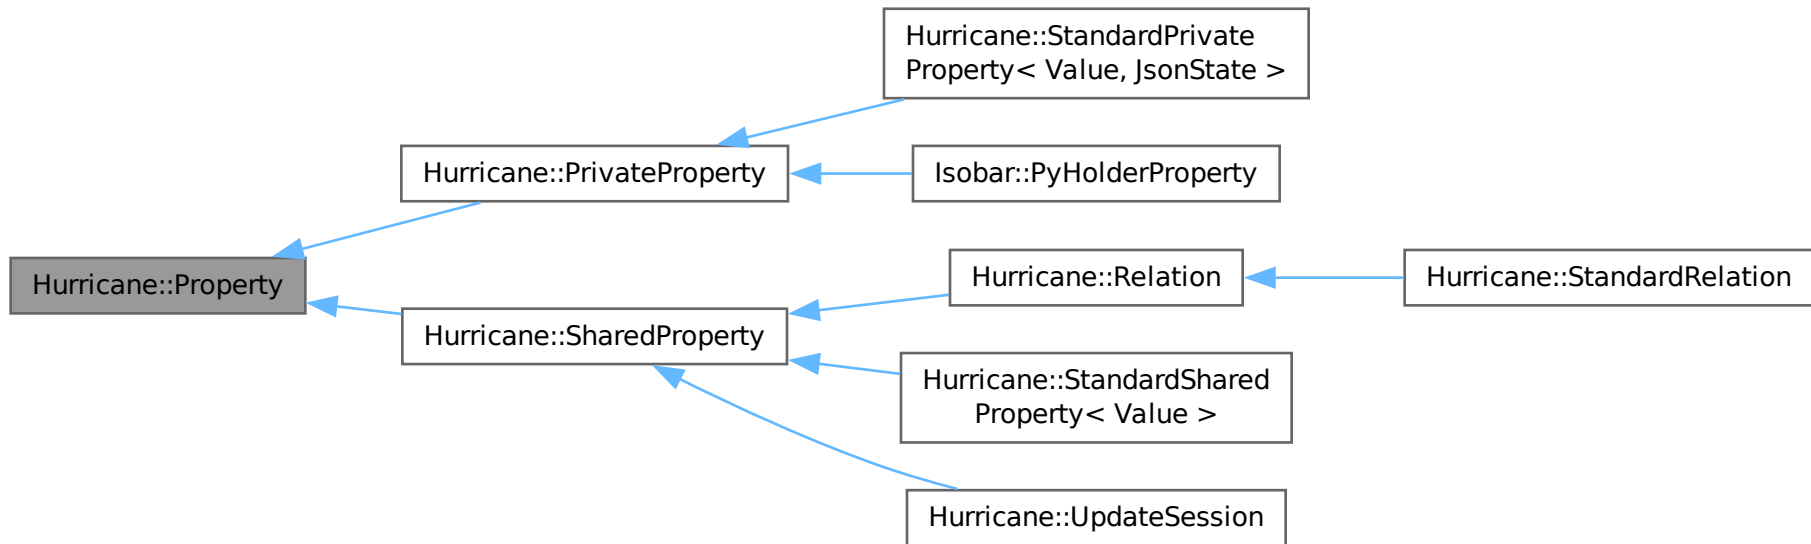 Hurricane::StandardPrivate
Property< Value, JsonState >
Hurricane::PrivateProperty
Isobar::PyHolderProperty
Hurricane::Property
Hurricane::Relation
Hurricane::StandardRelation
Hurricane::SharedProperty
Hurricane::StandardShared
Property< Value >
Hurricane::UpdateSession